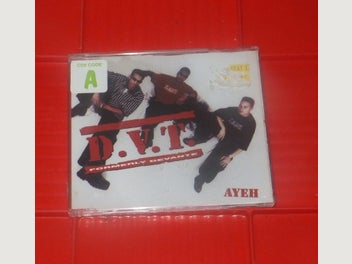 CDS CODE
A
D.V.T.
FORMERLY DEVANTE
AYEH